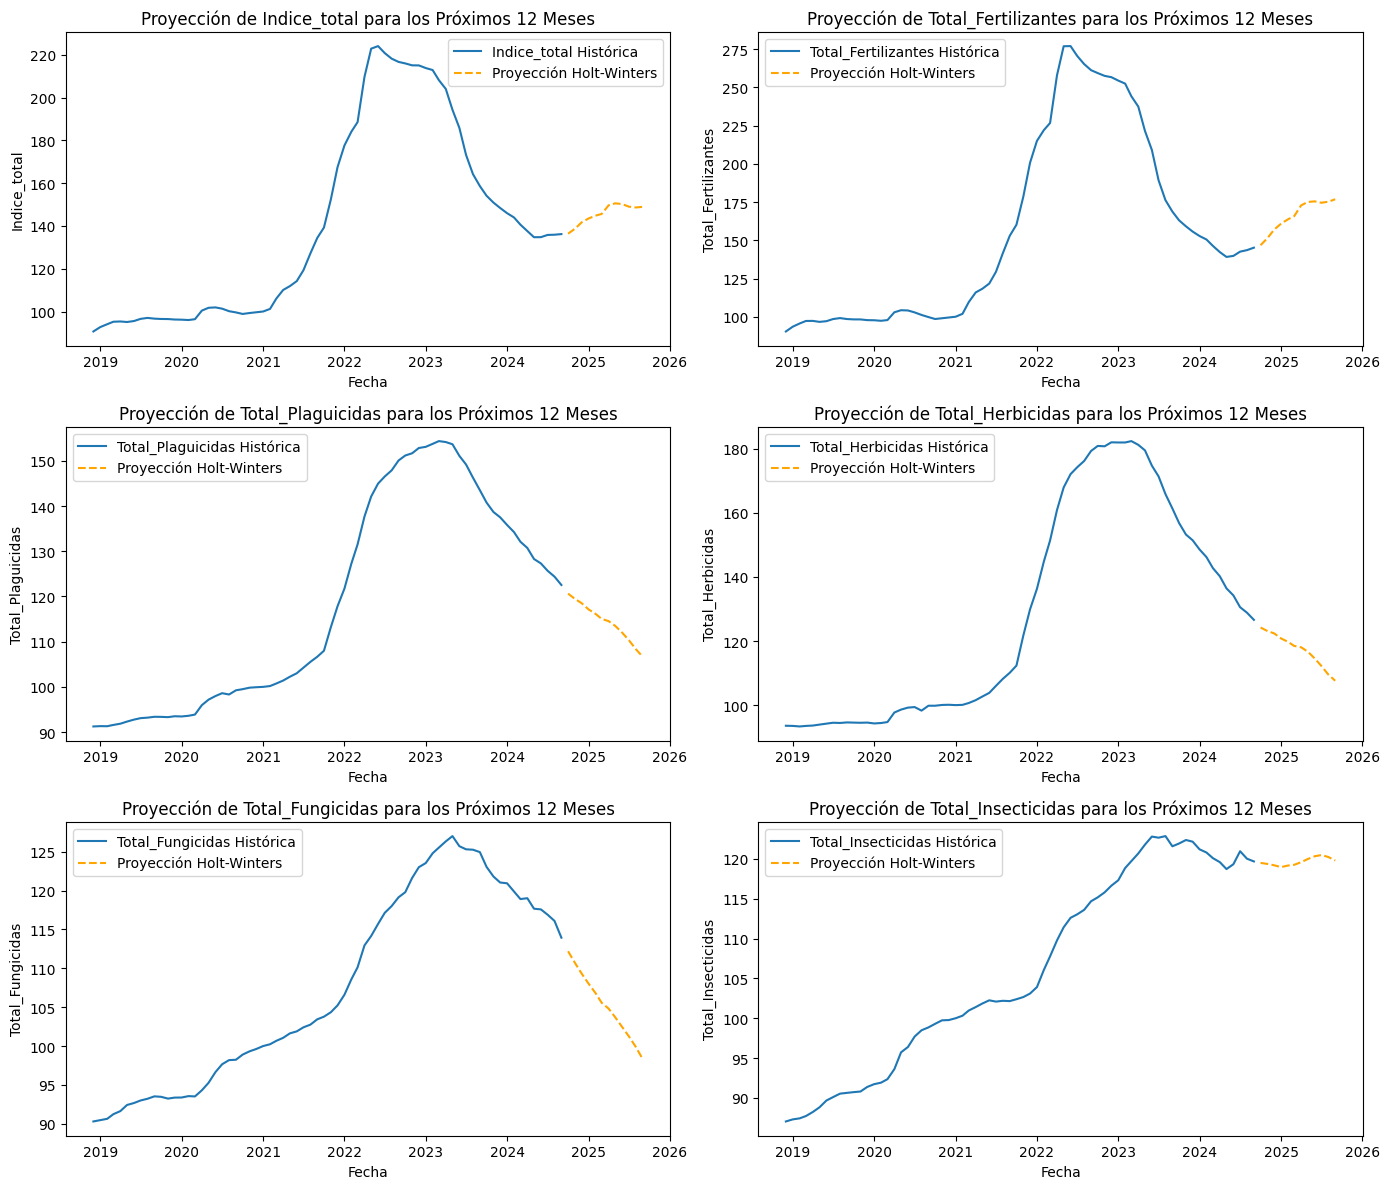 Proyección de Indice_total para los Próximos 12 Meses
Indice_total Histórica
Proyección Holt-Winters
220
200
180
160
140
120
100
Indice_total
2019 2020 2021 2022 2023 2024 2025 2026
Fecha
Proyección de Total_Fertilizantes para los Próximos 12 Meses
Total_Fertilizantes Histórica
Proyección Holt-Winters
275
250
225
200
175
150
125
100
Total_Fertilizantes
2019 2020 2021 2022 2023 2024 2025 2026
Fecha
Proyección de Total_Plaguicidas para los Próximos 12 Meses
Total_Plaguicidas Histórica
Proyección Holt-Winters
150
140
130
120
110
100
90
Total_Plaguicidas
2019 2020 2021 2022 2023 2024 2025 2026
Fecha
Proyección de Total_Herbicidas para los Próximos 12 Meses
Total_Herbicidas Histórica
Proyección Holt-Winters
180
160
140
120
100
Total_Herbicidas
2019 2020 2021 2022 2023 2024 2025 2026
Fecha
Proyección de Total_Fungicidas para los Próximos 12 Meses
Total_Fungicidas Histórica
Proyección Holt-Winters
125
120
115
110
105
100
95
90
Total_Fungicidas
2019 2020 2021 2022 2023 2024 2025 2026
Fecha
Proyección de Total_Insecticidas para los Próximos 12 Meses
Total_Insecticidas Histórica
Proyección Holt-Winters
120
115
110
105
100
95
90
Total_Insecticidas
2019 2020 2021 2022 2023 2024 2025 2026
Fecha